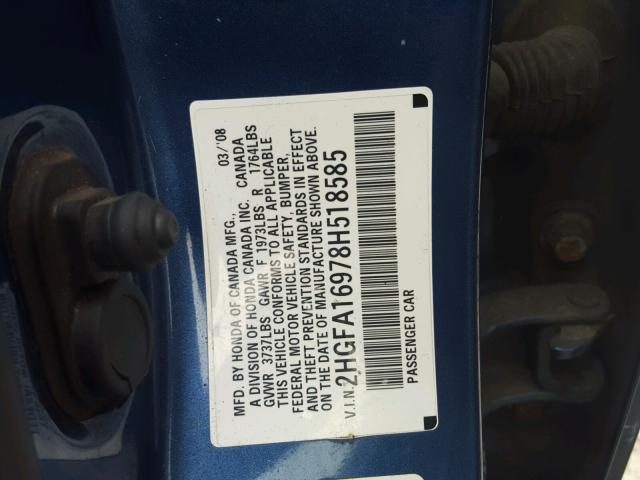 MFD. BY HONDA OF CANADA MFG., 03/'08
A DIVISION OF HONDA CANADA INC. CANADA
GVWR 3737LBS GAWR F 1973LBS R 1764LBS
THIS VEHICLE CONFORMS TO ALL APPLICABLE
FEDERAL MOTOR VEHICLE SAFETY, BUMPER,
AND THEFT PREVENTION STANDARDS IN EFFECT
ON THE DATE OF MANUFACTURE SHOWN ABOVE.
V.I.N. 2HGFA16978H518585
PASSENGER CAR